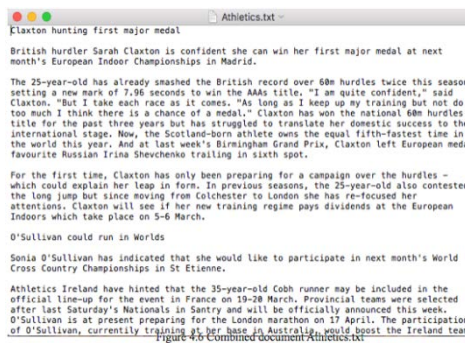 Athletics.txt
Claxton hunting first major medal
British hurdler Sarah Claxton is confident she can win her first major medal at next
month's European Indoor Championships in Madrid.
The 25-year-old has already smashed the British record over 60m hurdles twice this season
setting a new mark of 7.96 seconds to win the AAAs title. "I am quite confident," said
Claxton. "But I take each race as it comes. "As long as I keep up my training but not do
too much I think there is a chance of a medal." Claxton has won the national 60m hurdles
title for the past three years but has struggled to translate her domestic success to the
international stage. Now, the Scotland-born athlete owns the equal fifth-fastest time in
the world this year. And at last week's Birmingham Grand Prix, Claxton left European meda
favourite Russian Irina Shevchenko trailing in sixth spot.
For the first time, Claxton has only been preparing for a campaign over the hurdles -
which could explain her leap in form. In previous seasons, the 25-year-old also contested
the long jump but since moving from Colchester to London she has re-focused her
attentions. Claxton will see if her new training regime pays dividends at the European
Indoors which take place on 5-6 March.
O'Sullivan could run in Worlds
Sonia O'Sullivan has indicated that she would like to participate in next month's World
Cross Country Championships in St Etienne.
Athletics Ireland have hinted that the 35-year-old Cobh runner may be included in the
official line-up for the event in France on 19-20 March. Provincial teams were selected
after last Saturday's Nationals in Santry and will be officially announced this week.
O'Sullivan is at present preparing for the London marathon on 17 April. The participation
of O'Sullivan, currently training at her base in Australia, would boost the Ireland team
Figure 4.6 Combined document Athletics.txt